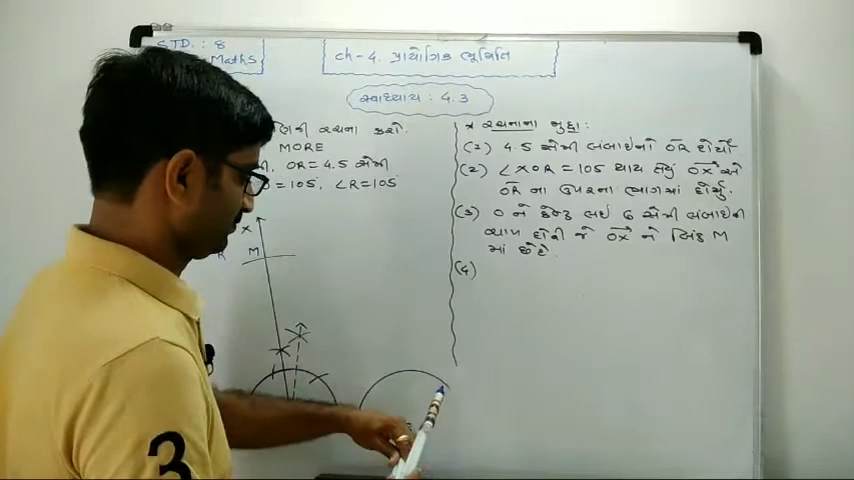 STD. : 8
Maths
Ch-4. પ્રાયોગિક ભૂમિતિ
સ્વાધ્યાય : 4.3
ની રચના કરો.
MORE
OR = 4.5 સેમી
= 105°, ∠R = 105°
X
M
R
* રચનાના મુદ્દા :
(1) 4.5 સેમી લંબાઈનો OR દોર્યો
(2) ∠XOR = 105 થાય તેવું OX એ
OR ના ઉપરના ભાગમાં દોર્યું.
(3) O ને કેન્દ્ર લઈ 6 સેમી લંબાઈની
ચાપ દોરી જે OX ને બિંદુ M
માં છેદે.
(4)
2